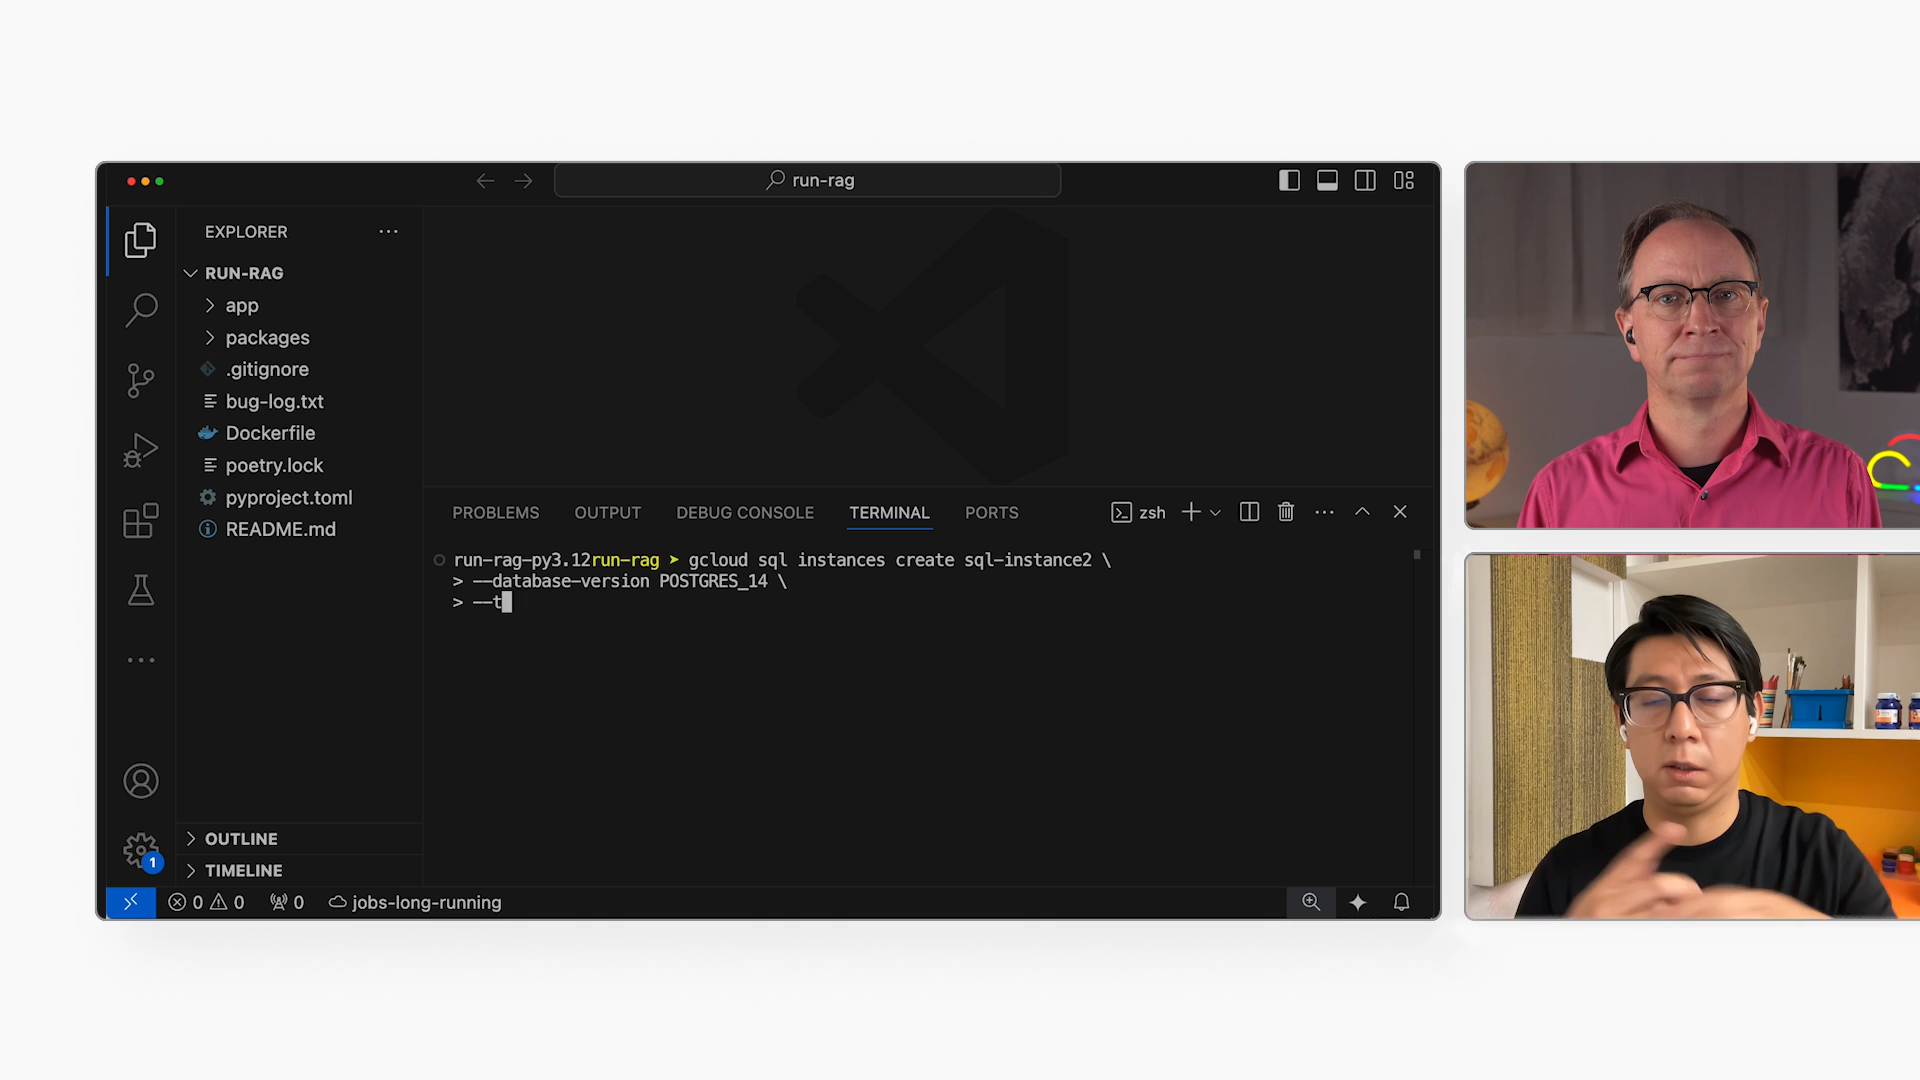 run-rag
EXPLORER
RUN-RAG
app
packages
.gitignore
bug-log.txt
Dockerfile
poetry.lock
pyproject.toml
README.md
OUTLINE
TIMELINE
PROBLEMS OUTPUT DEBUG CONSOLE TERMINAL PORTS zsh
run-rag-py3.12run-rag ➤ gcloud sql instances create sql-instance2 \
> --database-version POSTGRES_14 \
> --t
1
0 0 0 jobs-long-running